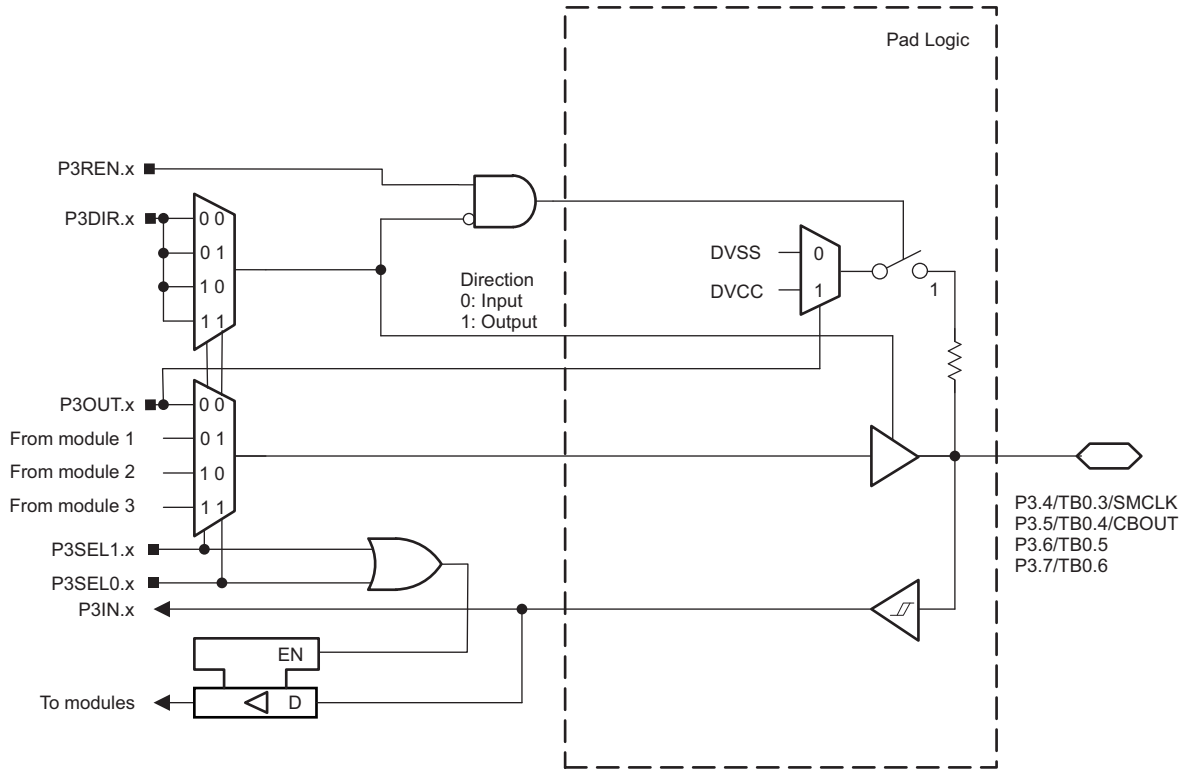 Pad Logic
P3REN.x
P3DIR.x
0 0
0 1
1 0
1 1
Direction
0: Input
1: Output
DVSS
DVCC
0
1
1
P3OUT.x
From module 1
From module 2
From module 3
0 0
0 1
1 0
1 1
P3.4/TB0.3/SMCLK
P3.5/TB0.4/CBOUT
P3.6/TB0.5
P3.7/TB0.6
P3SEL1.x
P3SEL0.x
P3IN.x
EN
To modules
D